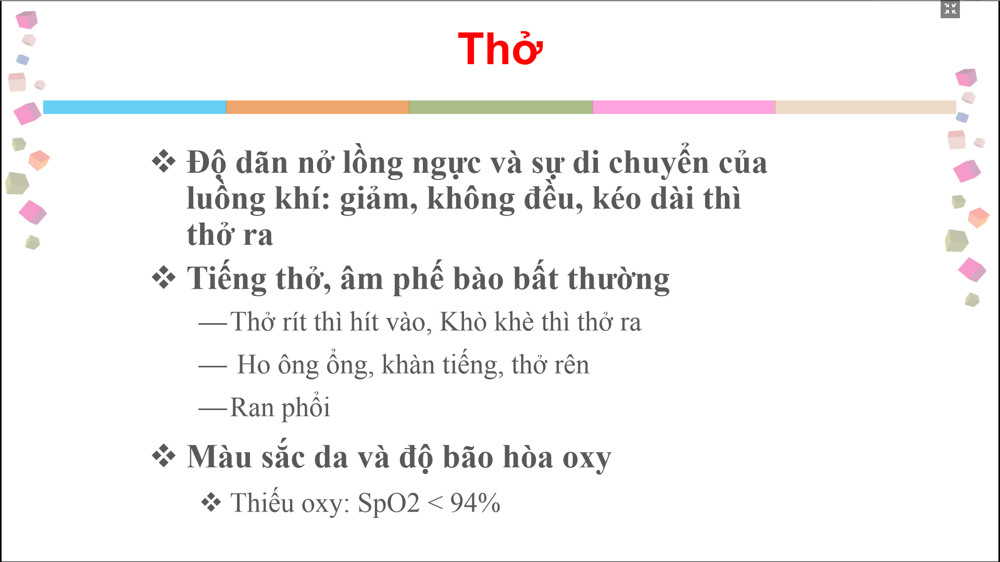 Thở
❖ Độ dãn nở lồng ngực và sự di chuyển của
luồng khí: giảm, không đều, kéo dài thì
thở ra
❖ Tiếng thở, âm phế bào bất thường
—Thở rít thì hít vào, Khò khè thì thở ra
— Ho ông ổng, khàn tiếng, thở rên
—Ran phổi
❖ Màu sắc da và độ bão hòa oxy
❖ Thiếu oxy: SpO2 < 94%